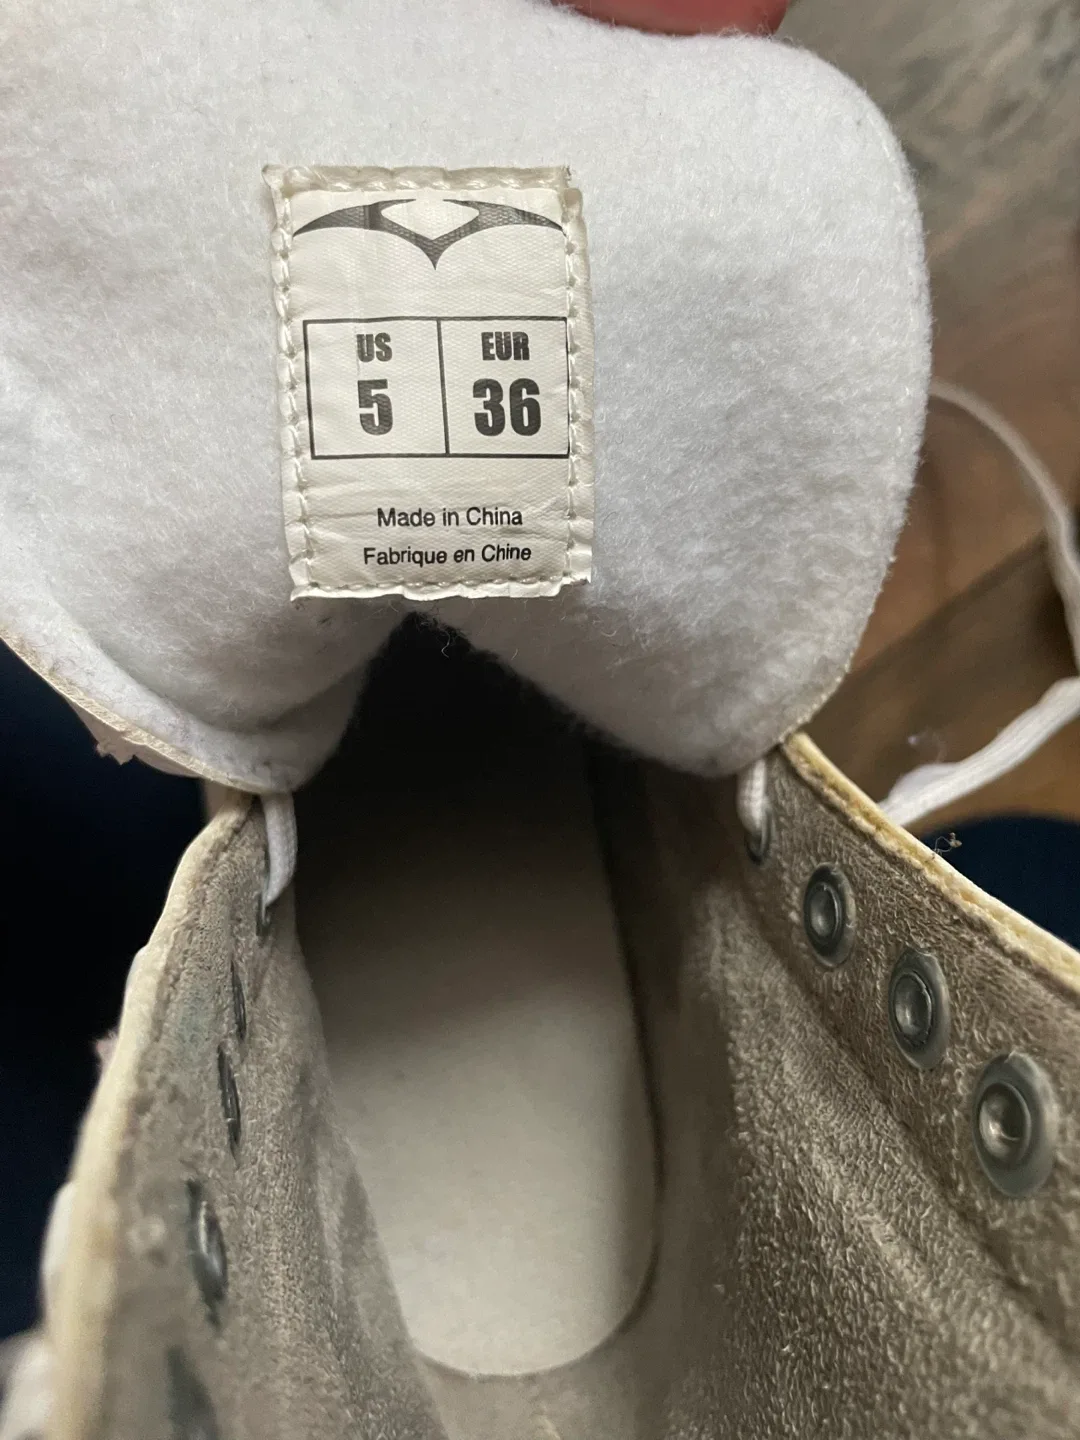 US EUR
5 36
Made in China
Fabrique en Chine